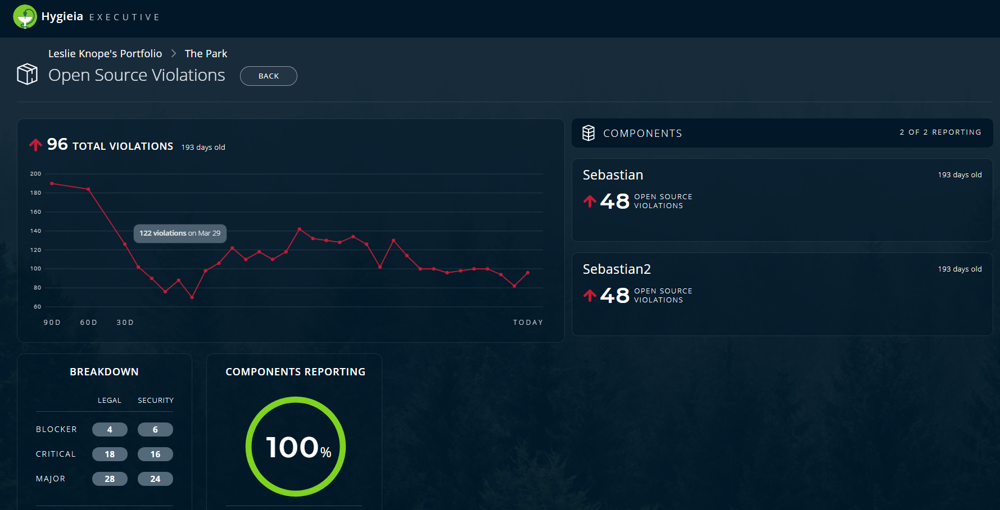 Hygieia EXECUTIVE
Leslie Knope's Portfolio > The Park
Open Source Violations
BACK
96 TOTAL VIOLATIONS 193 days old
200
180
160
140
120
100
80
60
122 violations on Mar 29
90D 60D 30D TODAY
COMPONENTS 2 OF 2 REPORTING
Sebastian 193 days old
48 OPEN SOURCE
VIOLATIONS
Sebastian2 193 days old
48 OPEN SOURCE
VIOLATIONS
BREAKDOWN
LEGAL SECURITY
BLOCKER 4 6
CRITICAL 18 16
MAJOR 28 24
COMPONENTS REPORTING
100%